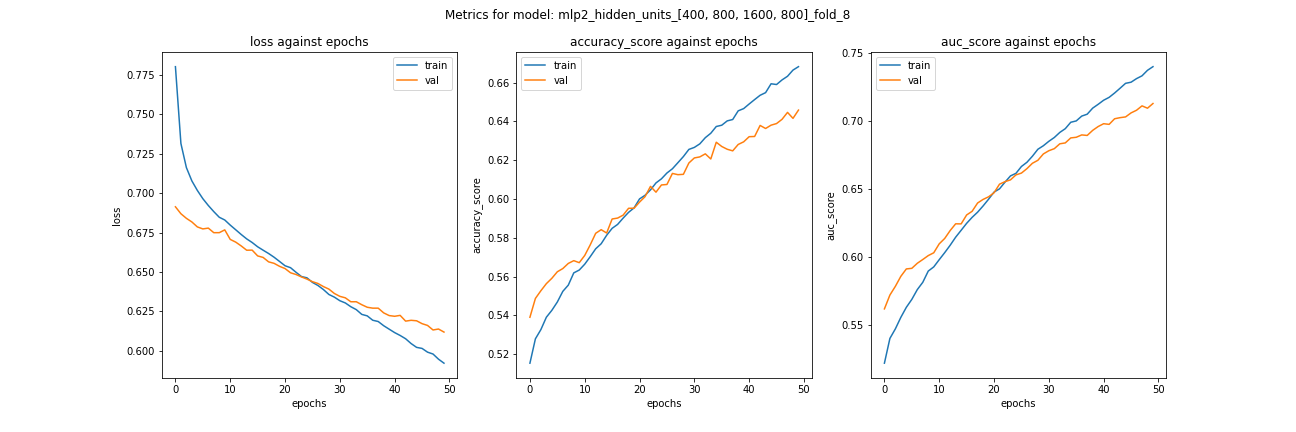 Metrics for model: mlp2_hidden_units_[400, 800, 1600, 800]_fold_8
loss against epochs
train
val
0.775
0.750
0.725
0.700
0.675
0.650
0.625
0.600
loss
0
10
20
30
40
50
epochs
accuracy_score against epochs
train
val
0.66
0.64
0.62
0.60
0.58
0.56
0.54
0.52
accuracy_score
0
10
20
30
40
50
epochs
auc_score against epochs
train
val
0.75
0.70
0.65
0.60
0.55
auc_score
0
10
20
30
40
50
epochs